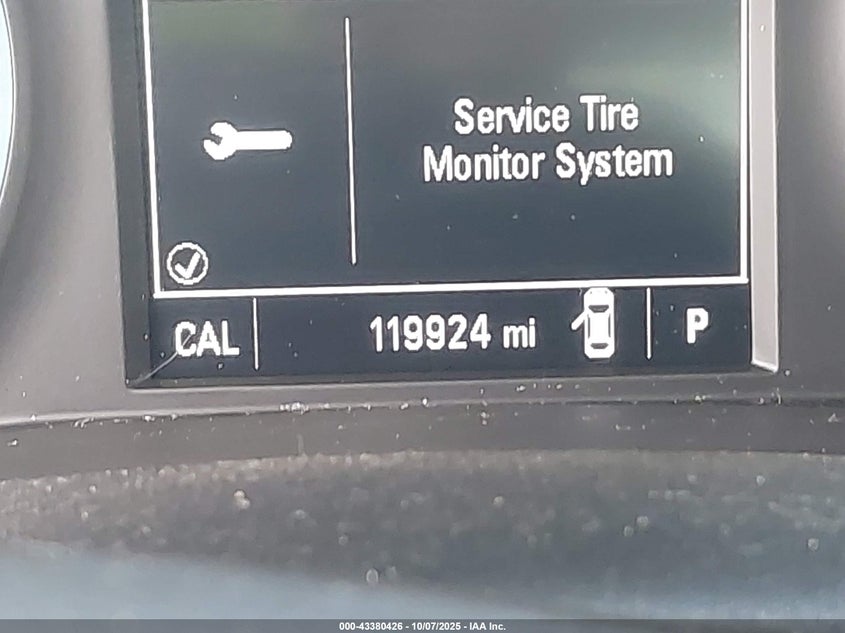 Service Tire
Monitor System
CAL
119924 mi
P
000-43380426 - 10/07/2025 - IAA Inc.